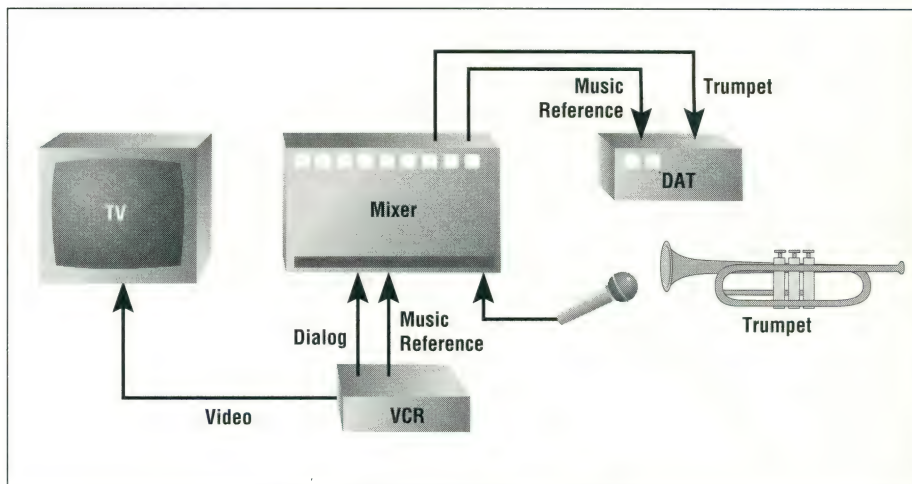 Music
Reference
Trumpet
TV
Mixer
DAT
Trumpet
Dialog
Music
Reference
Video
VCR